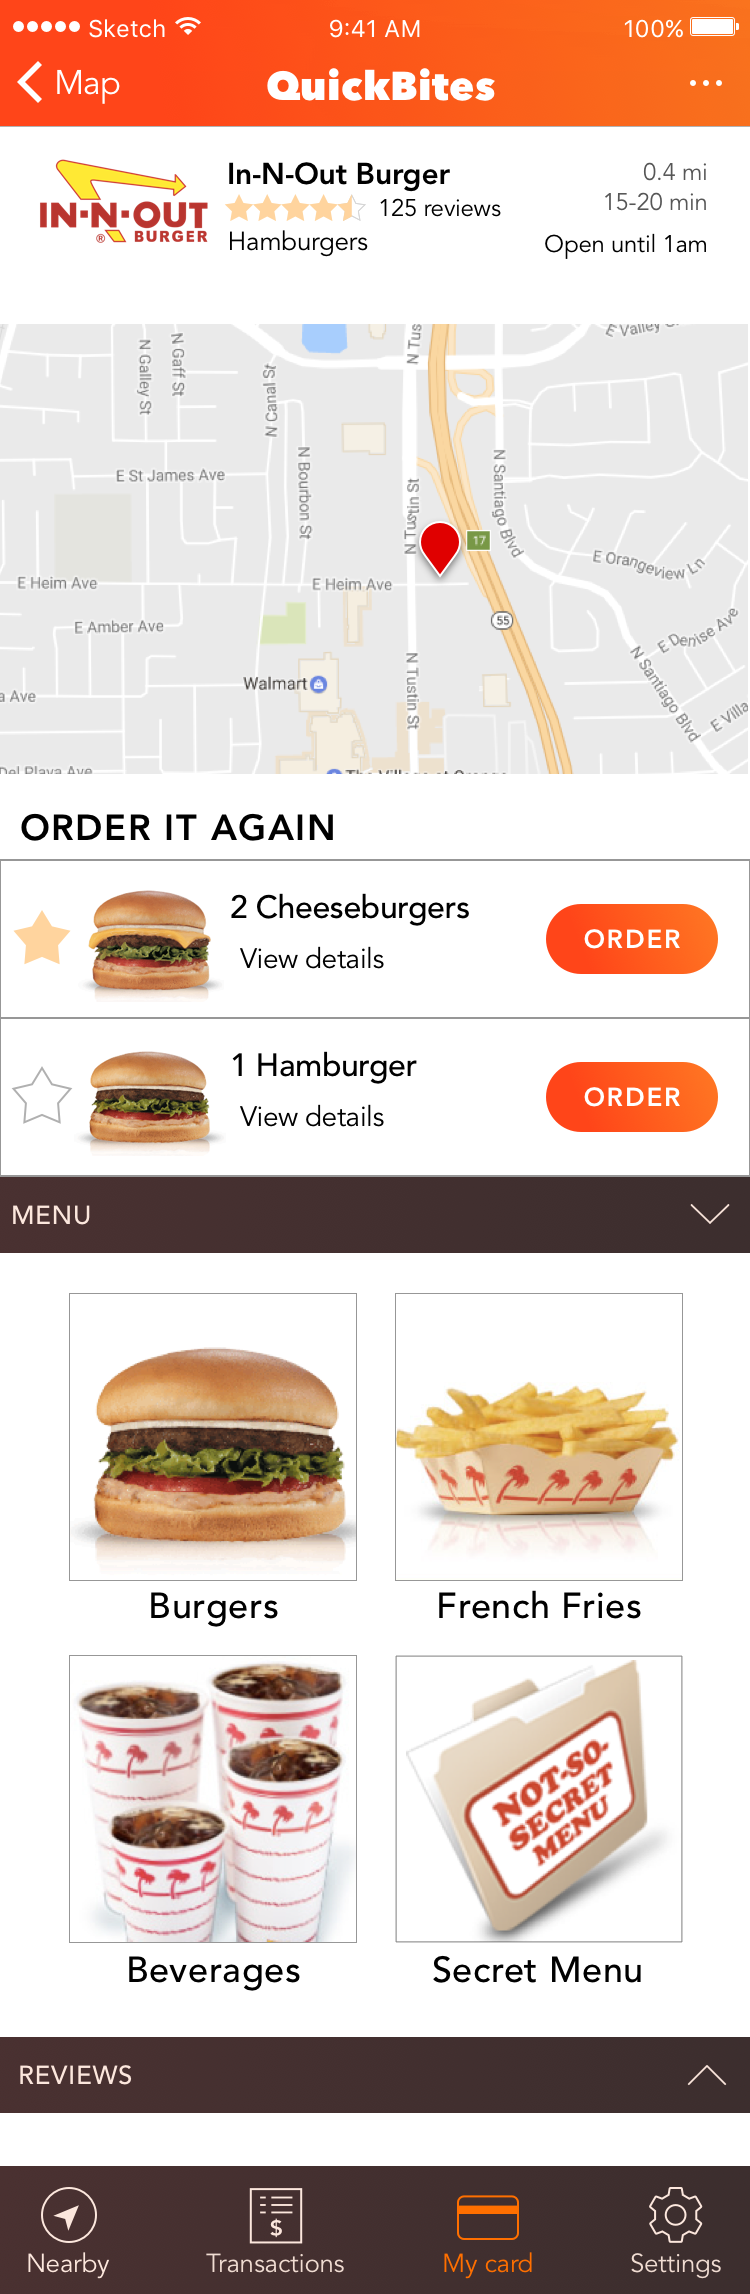 Sketch 9:41 AM 100%
Map QuickBites
IN-N-OUT
® BURGER
In-N-Out Burger
125 reviews
Hamburgers
0.4 mi
15-20 min
Open until 1am
N Galley St
N Gaff St
N Canal St
N Bourbon St
N Tus
E Valley
E St James Ave
N Tustin St
N Santiago Blvd
17
E Heim Ave
E Heim Ave
E Orangeview Ln
E Amber Ave
55
E Denise Ave
Walmart
N Tustin St
N Santiago Blvd
E Villa
a Ave
Del Playa Ave
The Village at Orange
ORDER IT AGAIN
2 Cheeseburgers
View details
ORDER
1 Hamburger
View details
ORDER
MENU
Burgers
French Fries
NOT-SO-
SECRET
MENU
Beverages
Secret Menu
REVIEWS
$
Nearby
Transactions
My card
Settings